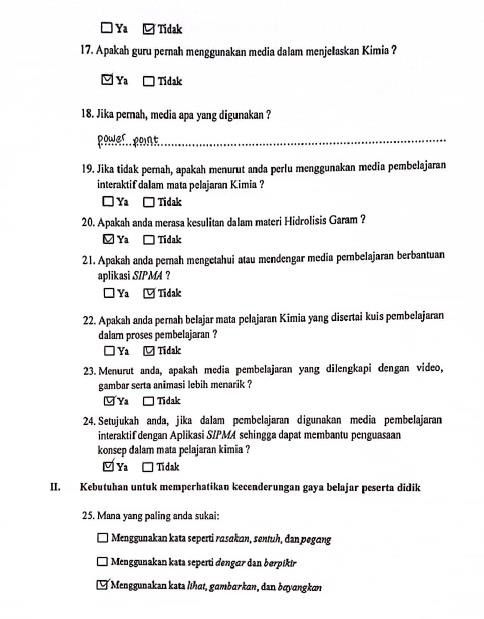 ☐ Ya ☑ Tidak
17. Apakah guru pernah menggunakan media dalam menjelaskan Kimia ?
☑ Ya ☐ Tidak
18. Jika pernah, media apa yang digunakan ?
power point
19. Jika tidak pernah, apakah menurut anda perlu menggunakan media pembelajaran
interaktif dalam mata pelajaran Kimia ?
☐ Ya ☐ Tidak
20. Apakah anda merasa kesulitan dalam materi Hidrolisis Garam ?
☑ Ya ☐ Tidak
21. Apakah anda pernah mengetahui atau mendengar media pembelajaran berbantuan
aplikasi SIPMA ?
☐ Ya ☑ Tidak
22. Apakah anda pernah belajar mata pelajaran Kimia yang disertai kuis pembelajaran
dalam proses pembelajaran ?
☐ Ya ☑ Tidak
23. Menurut anda, apakah media pembelajaran yang dilengkapi dengan video,
gambar serta animasi lebih menarik ?
☑ Ya ☐ Tidak
24. Setujukah anda, jika dalam pembelajaran digunakan media pembelajaran
interaktif dengan Aplikasi SIPMA sehingga dapat membantu penguasaan
konsep dalam mata pelajaran kimia ?
☑ Ya ☐ Tidak
II. Kebutuhan untuk memperhatikan kecenderungan gaya belajar peserta didik
25. Mana yang paling anda sukai:
☐ Menggunakan kata seperti rasakan, sentuh, dan pegang
☐ Menggunakan kata seperti dengar dan berpikir
☑ Menggunakan kata lihat, gambarkan, dan bayangkan